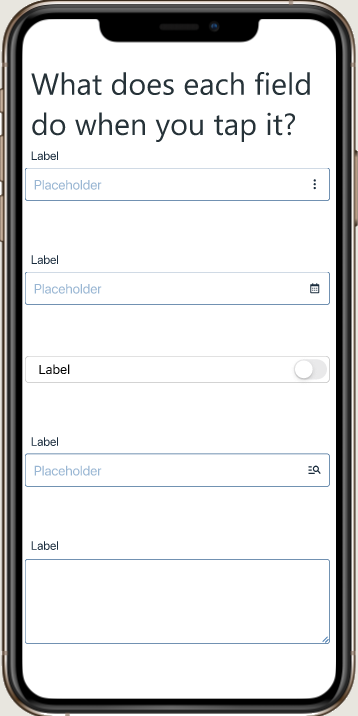 What does each field
do when you tap it?
Label
Placeholder
Label
Placeholder
Label
Label
Placeholder
Label